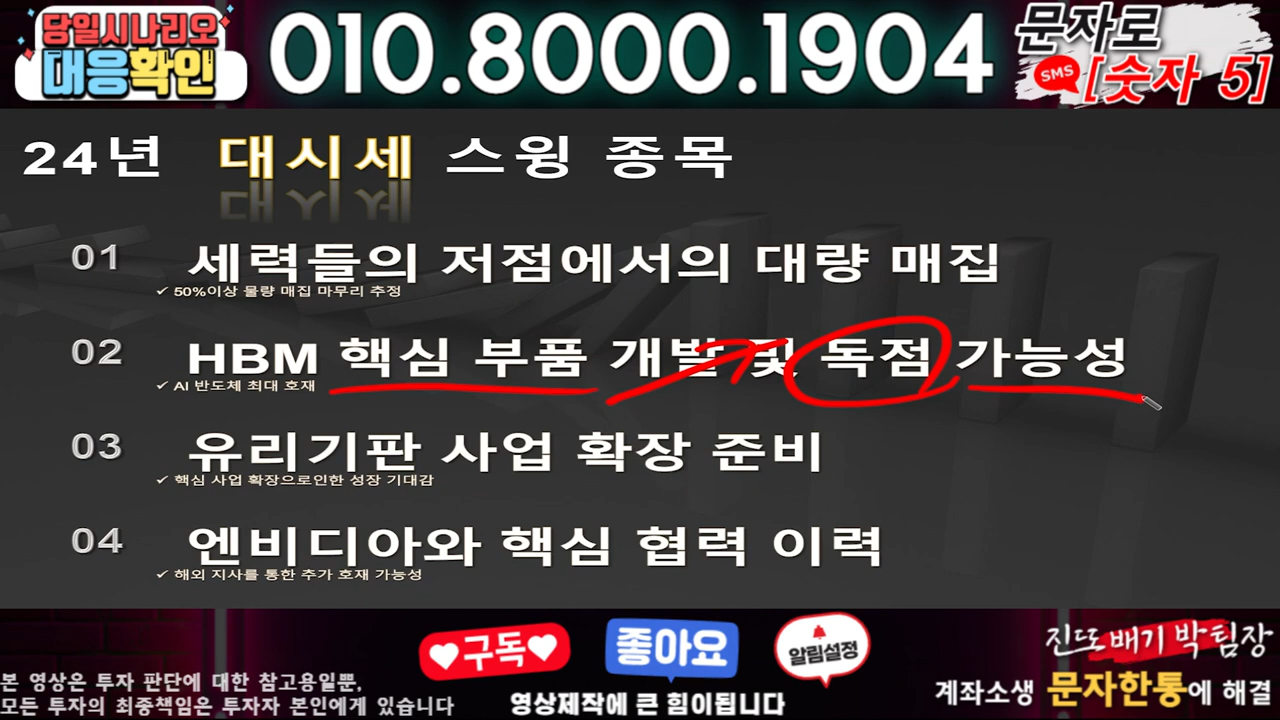 당일시나리오
대응확인
010.8000.1904
문자로
SMS [숫자 5]
24년 대시세 스윙 종목
01 세력들의 저점에서의 대량 매집
✓ 50%이상 물량 매집 마무리 추정
02 HBM 핵심 부품 개발 및 독점 가능성
✓ AI 반도체 최대 호재
03 유리기판 사업 확장 준비
✓ 핵심 사업 확장으로인한 성장 기대감
04 엔비디아와 핵심 협력 이력
✓ 해외 지사를 통한 추가 호재 가능성
구독
좋아요
알림설정
진또배기 박팀장
본 영상은 투자 판단에 대한 참고용일뿐,
모든 투자의 최종책임은 투자자 본인에게 있습니다
영상제작에 큰 힘이됩니다
계좌소생 문자한통에 해결